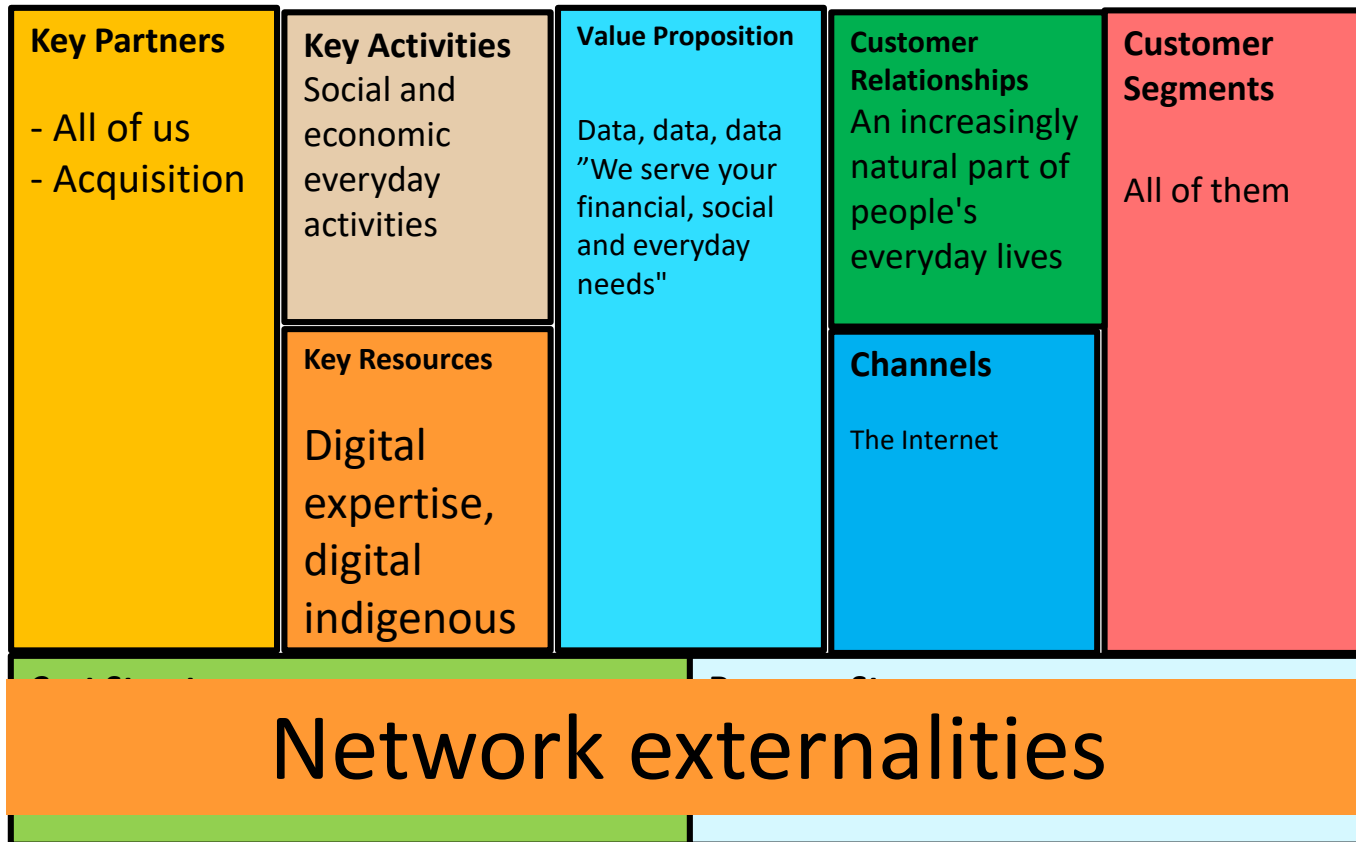 Key Partners
- All of us
- Acquisition
Key Activities
Social and
economic
everyday
activities
Key Resources
Digital
expertise,
digital
indigenous
Value Proposition
Data, data, data
”We serve your
financial, social
and everyday
needs"
Customer
Relationships
An increasingly
natural part of
people's
everyday lives
Channels
The Internet
Customer
Segments
All of them
Network externalities